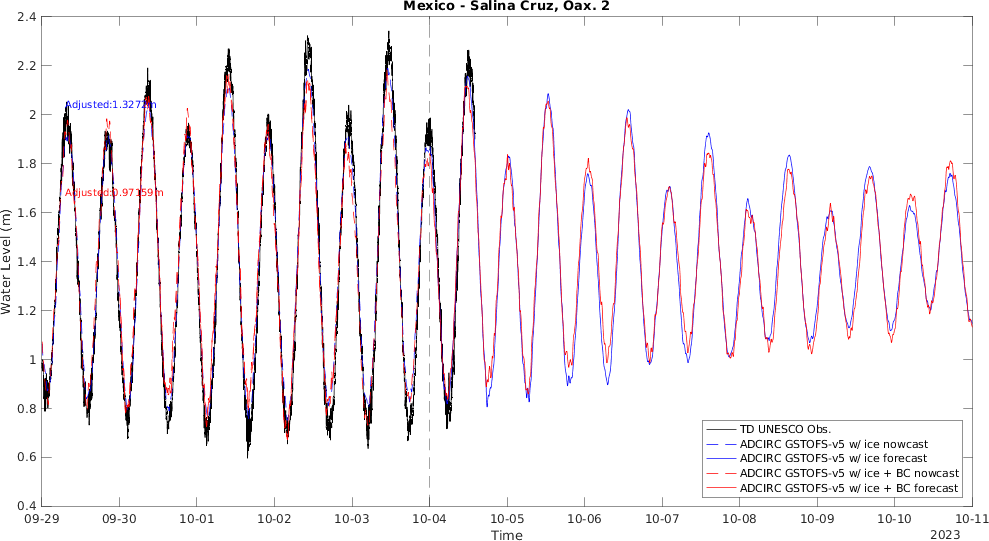 Mexico - Salina Cruz, Oax. 2
2.4
2.2
2
1.8
1.6
1.4
1.2
1
0.8
0.6
0.4
Water Level (m)
Adjusted:1.3272m
Adjusted:0.97159m
TD UNESCO Obs.
ADCIRC GSTOFS-v5 w/ ice nowcast
ADCIRC GSTOFS-v5 w/ ice forecast
ADCIRC GSTOFS-v5 w/ ice + BC nowcast
ADCIRC GSTOFS-v5 w/ ice + BC forecast
09-29 09-30 10-01 10-02 10-03 10-04 10-05 10-06 10-07 10-08 10-09 10-10 10-11
Time
2023